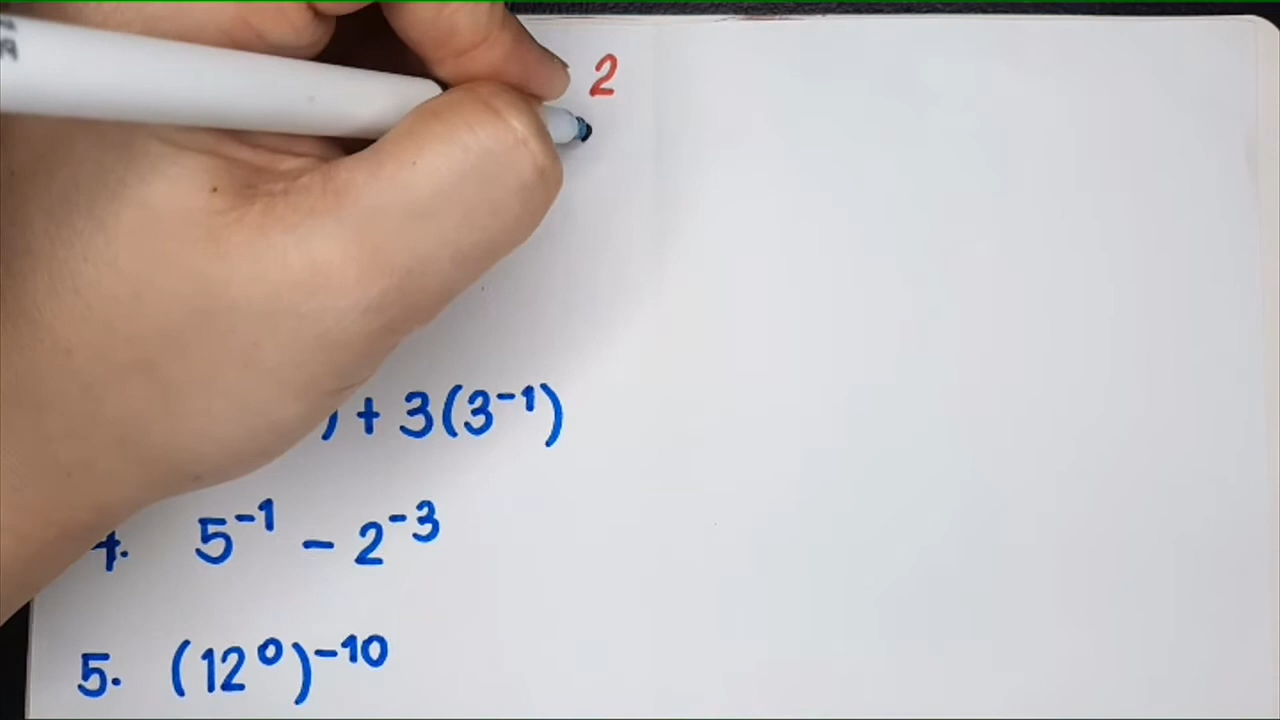 2
) + 3(3⁻¹)
4. 5⁻¹ - 2⁻³
5. (12⁰)⁻¹⁰